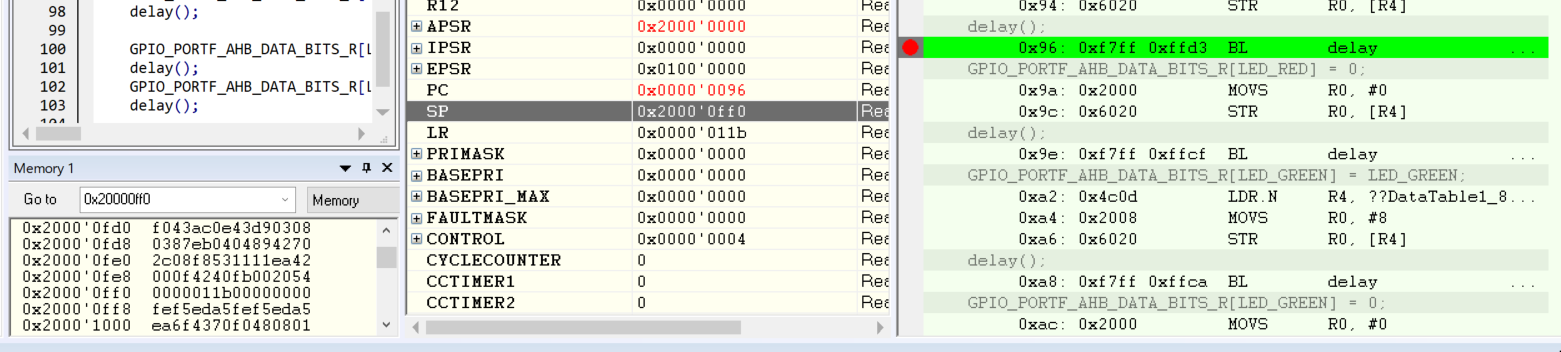 98 delay();
99
100 GPIO_PORTF_AHB_DATA_BITS_R[L
101 delay();
102 GPIO_PORTF_AHB_DATA_BITS_R[L
103 delay();
Memory 1
Go to 0x20000ff0 Memory
0x2000'0fd0 f043ac0e43d90308
0x2000'0fd8 0387eb0404894270
0x2000'0fe0 2c08f8531111ea42
0x2000'0fe8 000f4240fb002054
0x2000'0ff0 0000011b00000000
0x2000'0ff8 fef5eda5fef5eda5
0x2000'1000 ea6f4370f0480801
R12 0x0000'0000 Rea
APSR 0x2000'0000 Rea
IPSR 0x0000'0000 Rea
EPSR 0x0100'0000 Rea
PC 0x0000'0096 Rea
SP 0x2000'0ff0 Rea
LR 0x0000'011b Rea
PRIMASK 0x0000'0000 Rea
BASEPRI 0x0000'0000 Rea
BASEPRI_MAX 0x0000'0000 Rea
FAULTMASK 0x0000'0000 Rea
CONTROL 0x0000'0004 Rea
CYCLECOUNTER 0 Rea
CCTIMER1 0 Rea
CCTIMER2 0 Rea
0x94: 0x6020 STR R0, [R4]
delay();
0x96: 0xf7ff 0xffd3 BL delay ...
GPIO_PORTF_AHB_DATA_BITS_R[LED_RED] = 0;
0x9a: 0x2000 MOVS R0, #0
0x9c: 0x6020 STR R0, [R4]
delay();
0x9e: 0xf7ff 0xffcf BL delay ...
GPIO_PORTF_AHB_DATA_BITS_R[LED_GREEN] = LED_GREEN;
0xa2: 0x4c0d LDR.N R4, ??DataTable1_8...
0xa4: 0x2008 MOVS R0, #8
0xa6: 0x6020 STR R0, [R4]
delay();
0xa8: 0xf7ff 0xffca BL delay ...
GPIO_PORTF_AHB_DATA_BITS_R[LED_GREEN] = 0;
0xac: 0x2000 MOVS R0, #0